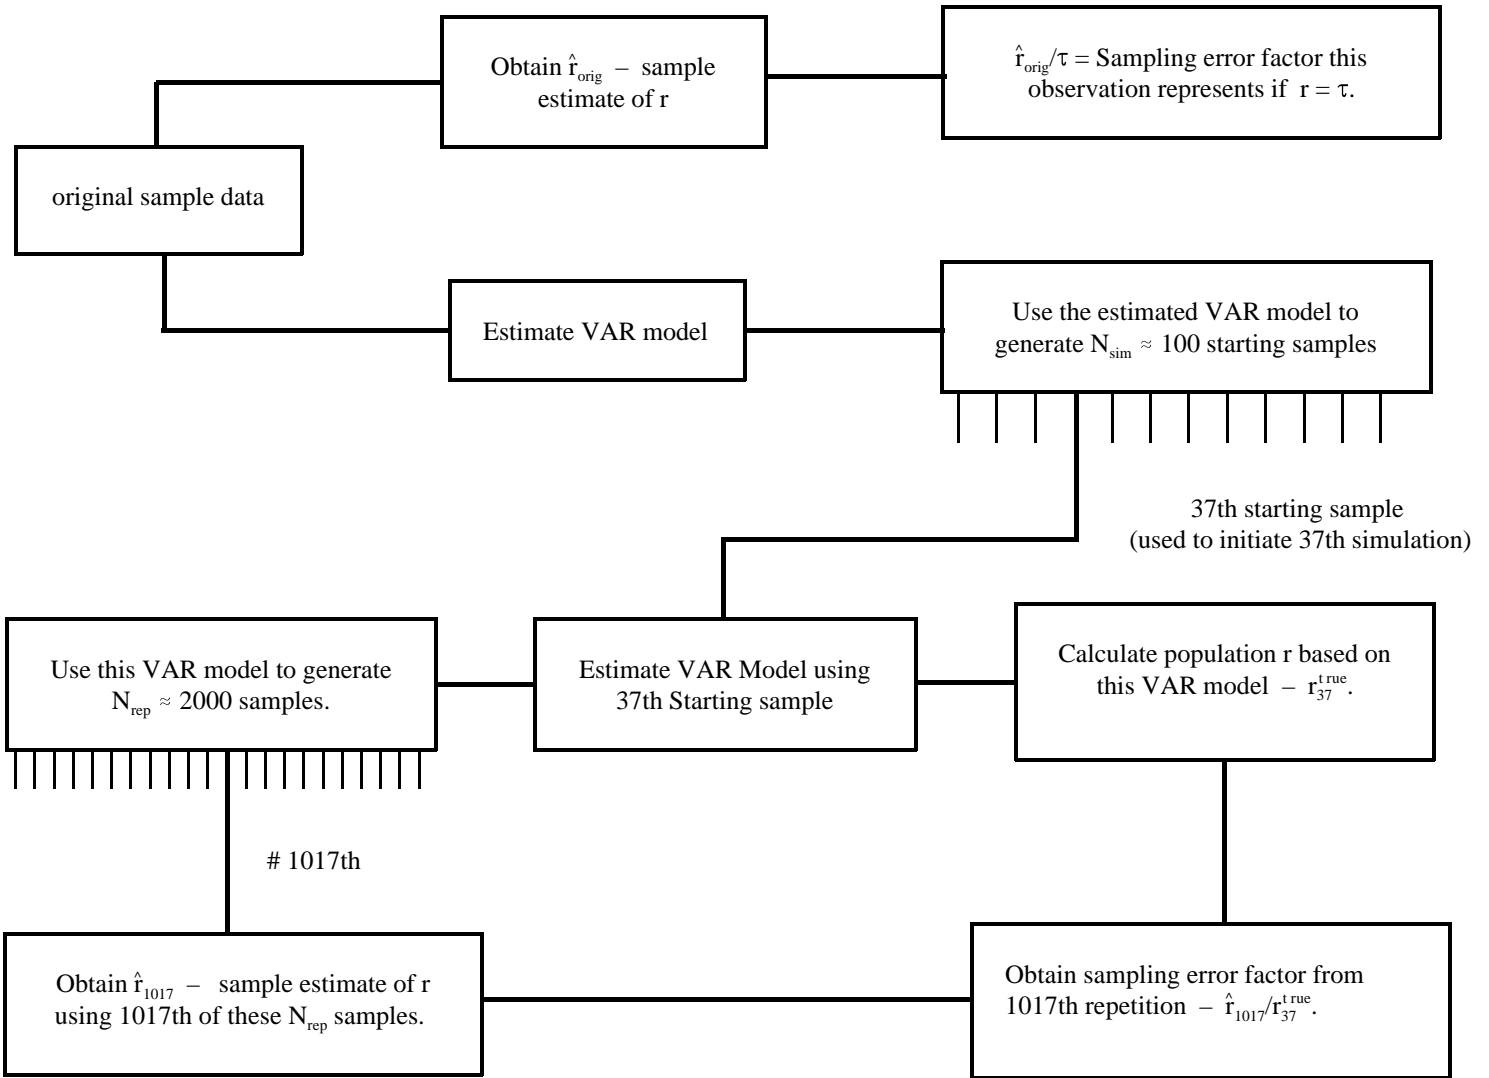 Obtain r̂orig – sample
estimate of r
r̂orig/τ = Sampling error factor this
observation represents if r = τ.
original sample data
Estimate VAR model
Use the estimated VAR model to
generate Nsim ≈ 100 starting samples
37th starting sample
(used to initiate 37th simulation)
Use this VAR model to generate
Nrep ≈ 2000 samples.
Estimate VAR Model using
37th Starting sample
Calculate population r based on
this VAR model – r37^true.
# 1017th
Obtain r̂1017 – sample estimate of r
using 1017th of these Nrep samples.
Obtain sampling error factor from
1017th repetition – r̂1017/r37^true.